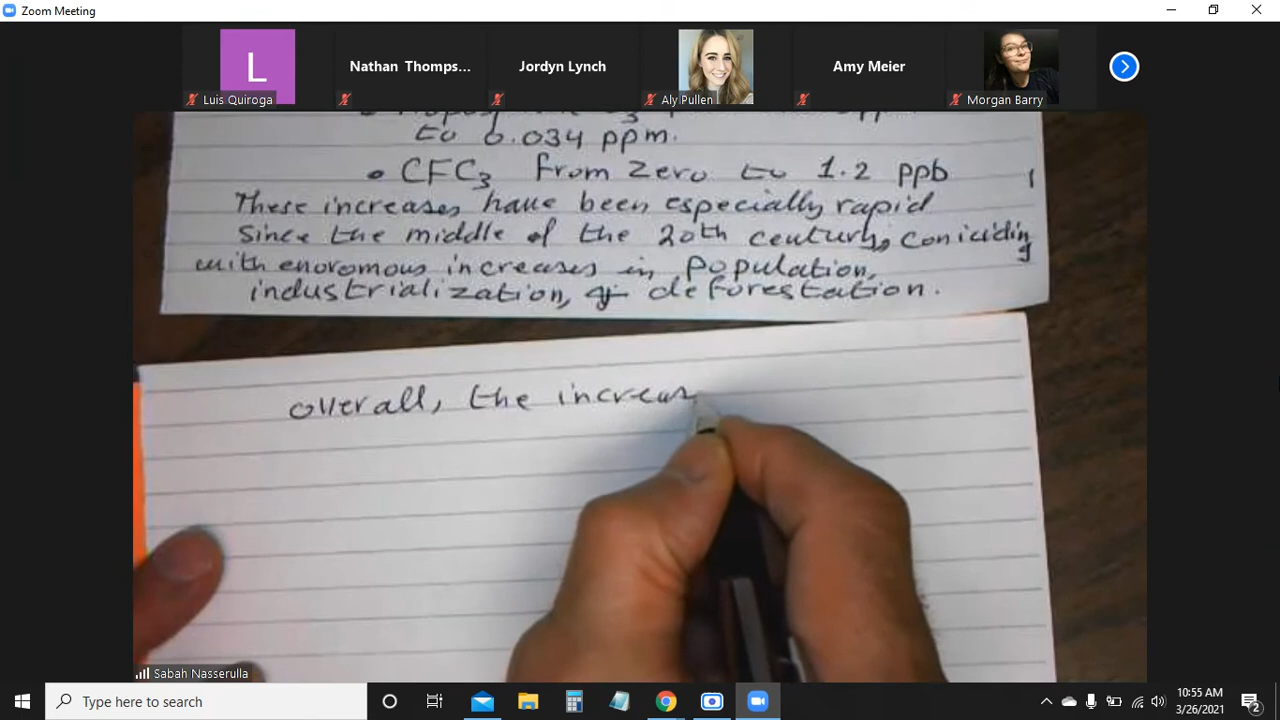 Zoom Meeting
L
Luis Quiroga
Nathan Thomps...
Jordyn Lynch
Aly Pullen
Amy Meier
Morgan Barry
to 0.034 ppm.
• CFC3 from zero to 1.2 ppb
These increases have been especially rapid
since the middle of the 20th century, coniciding
with enoromous increases in population,
industrialization, & deforestation.
overall, the increas
Sabah Nasserulla
Type here to search
10:55 AM
3/26/2021
2